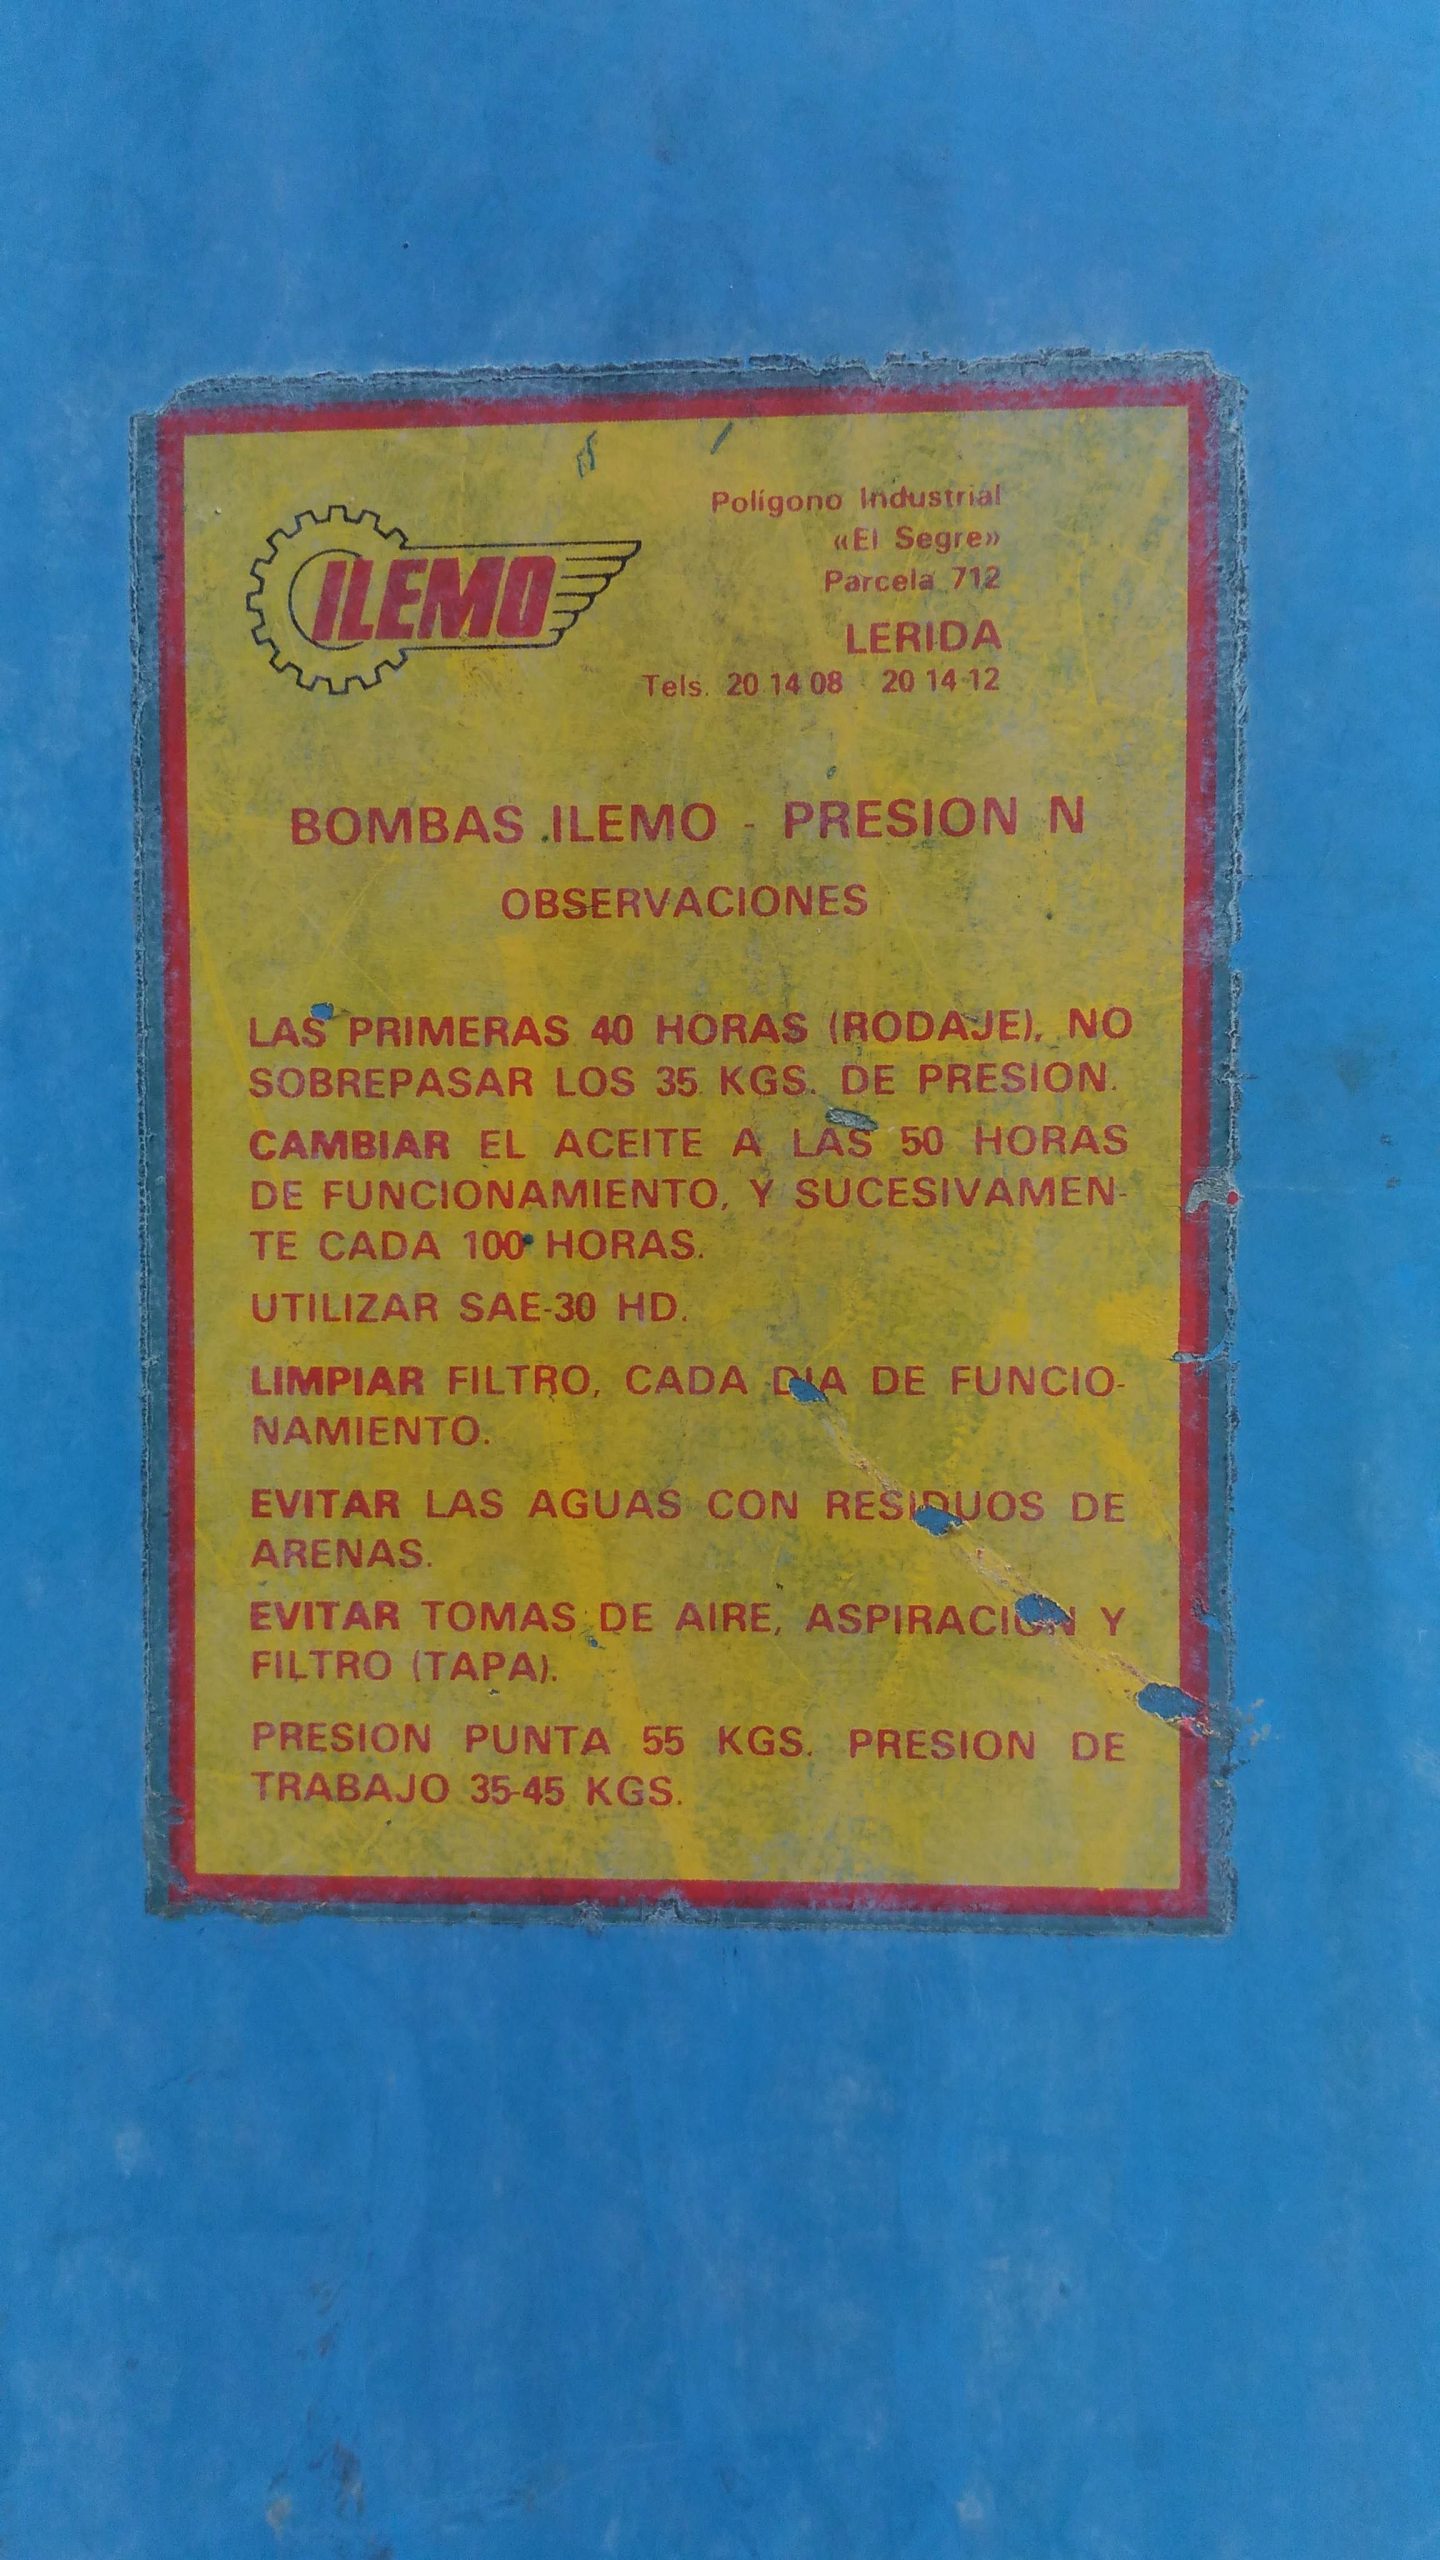 ILEMO
Polígono Industrial
«El Segre»
Parcela 712
LERIDA
Tels. 20 14 08 - 20 14 12
BOMBAS ILEMO - PRESION N
OBSERVACIONES
LAS PRIMERAS 40 HORAS (RODAJE), NO
SOBREPASAR LOS 35 KGS. DE PRESION.
CAMBIAR EL ACEITE A LAS 50 HORAS
DE FUNCIONAMIENTO, Y SUCESIVAMEN-
TE CADA 100 HORAS.
UTILIZAR SAE-30 HD.
LIMPIAR FILTRO, CADA DIA DE FUNCIO-
NAMIENTO.
EVITAR LAS AGUAS CON RESIDUOS DE
ARENAS.
EVITAR TOMAS DE AIRE, ASPIRACION Y
FILTRO (TAPA).
PRESION PUNTA 55 KGS. PRESION DE
TRABAJO 35-45 KGS.